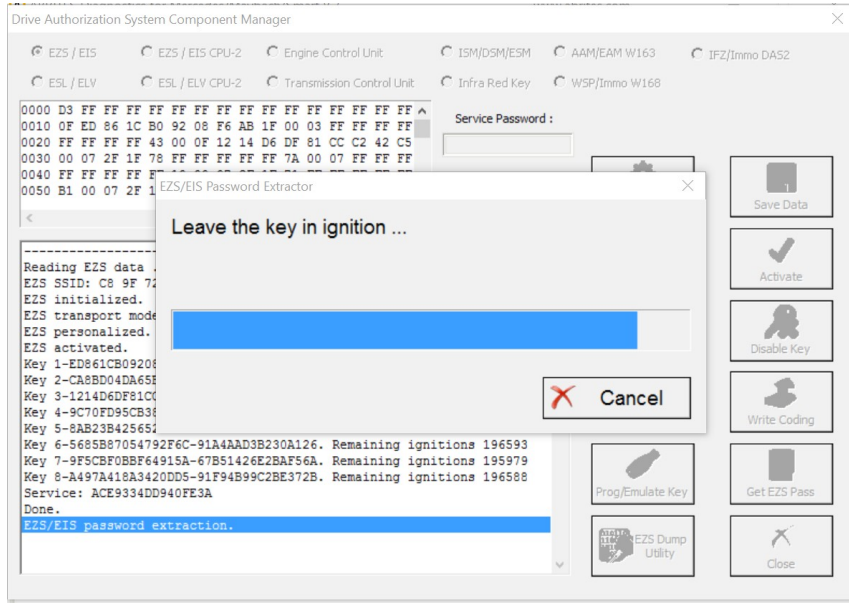 Drive Authorization System Component Manager
EZS / EIS
EZS / EIS CPU-2
Engine Control Unit
ISM/DSM/ESM
AAM/EAM W163
IFZ/Immo DAS2
ESL / ELV
ESL / ELV CPU-2
Transmission Control Unit
Infra Red Key
WSP/Immo W168
0000 D3 FF FF FF FF FF FF FF FF FF FF FF FF FF FF FF
0010 0F ED 86 1C B0 92 08 F6 AB 1F 00 03 FF FF FF FF
0020 FF FF FF FF 43 00 0F 12 14 D6 DF 81 CC C2 42 C5
0030 00 07 2F 1F 78 FF FF FF FF FF 7A 00 07 FF FF FF
0040 FF FF FF FF
0050 B1 00 07 2F
Service Password :
Save Data
Activate
Disable Key
Write Coding
Get EZS Pass
Close
Prog/Emulate Key
EZS Dump
Utility
EZS/EIS Password Extractor
Leave the key in ignition ...
Cancel
Reading EZS data
EZS SSID: C8 9F
EZS initialized.
EZS transport mode
EZS personalized.
EZS activated.
Key 1-ED861CB09208
Key 2-CA8BD04DA65
Key 3-1214D6DF81C
Key 4-9C70FD95CB38
Key 5-8AB23B425652
Key 6-5685B87054792F6C-91A4AAD3B230A126. Remaining ignitions 196593
Key 7-9F5CBF0BBF64915A-67B51426E2BAF56A. Remaining ignitions 195979
Key 8-A497A418A3420DD5-91F94B99C2BE372B. Remaining ignitions 196588
Service: ACE9334DD940FE3A
Done.
EZS/EIS password extraction.